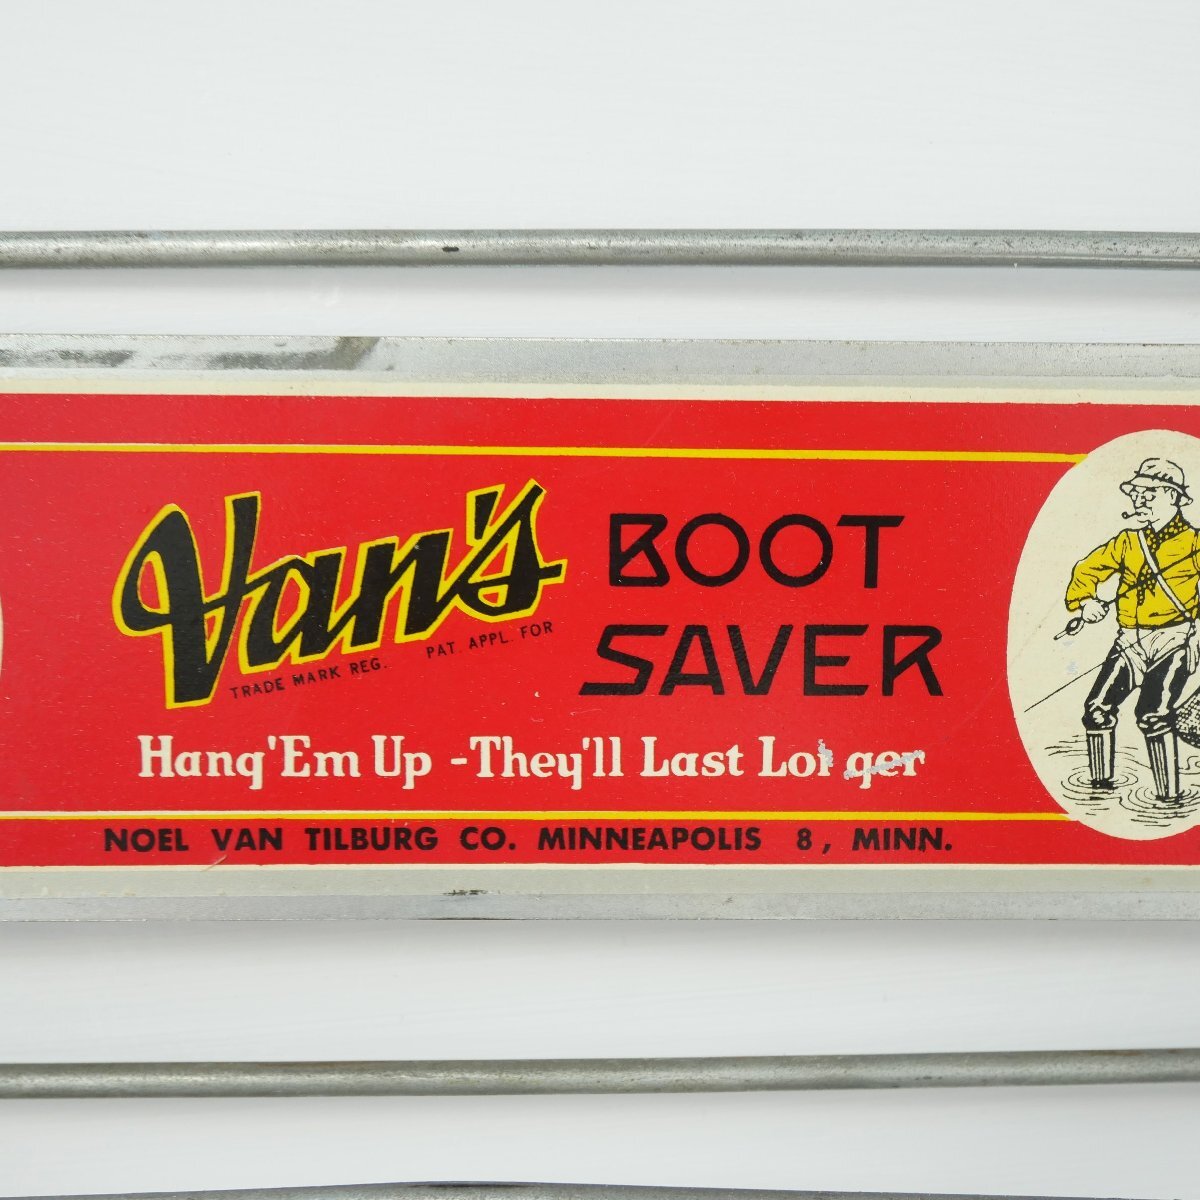 Van's BOOT
SAVER
TRADE MARK REG. PAT. APPL. FOR
Hang 'Em Up - They'll Last Longer
NOEL VAN TILBURG CO. MINNEAPOLIS 8, MINN.